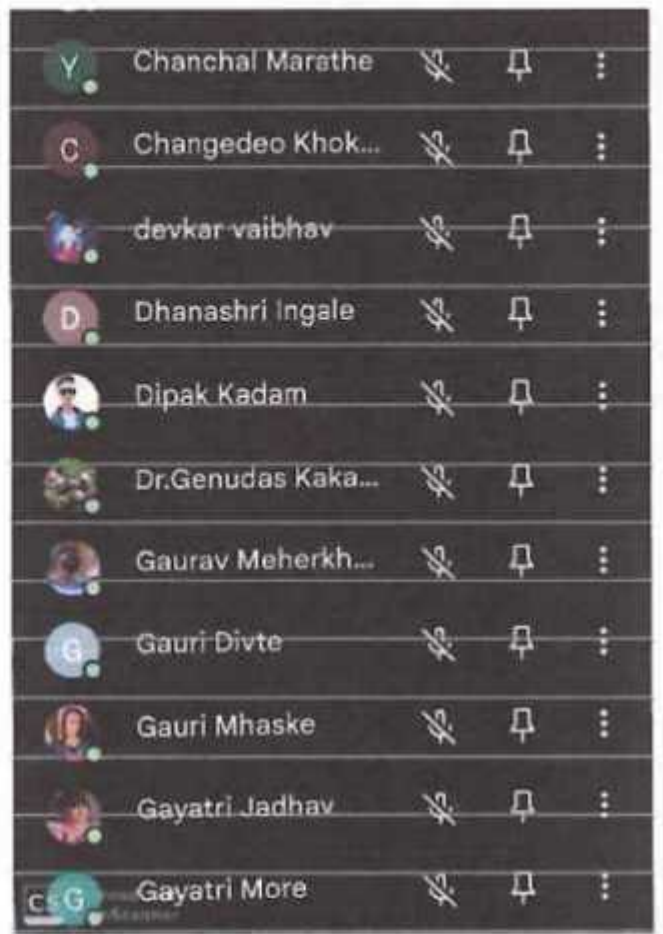 Y Chanchal Marathe
C Changedeo Khok...
devkar vaibhav
D Dhanashri Ingale
Dipak Kadam
Dr.Genudas Kaka...
Gaurav Meherkh...
G Gauri Divte
Gauri Mhaske
Gayatri Jadhav
CS G Gayatri More